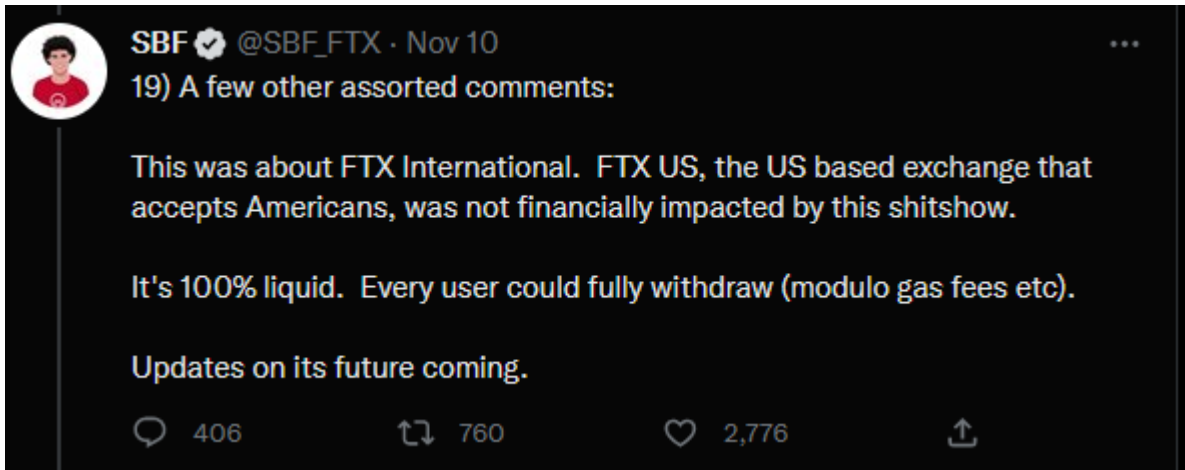 SBF @SBF_FTX · Nov 10
19) A few other assorted comments:
This was about FTX International.  FTX US, the US based exchange that
accepts Americans, was not financially impacted by this shitshow.
It's 100% liquid.  Every user could fully withdraw (modulo gas fees etc).
Updates on its future coming.
406 760 2,776